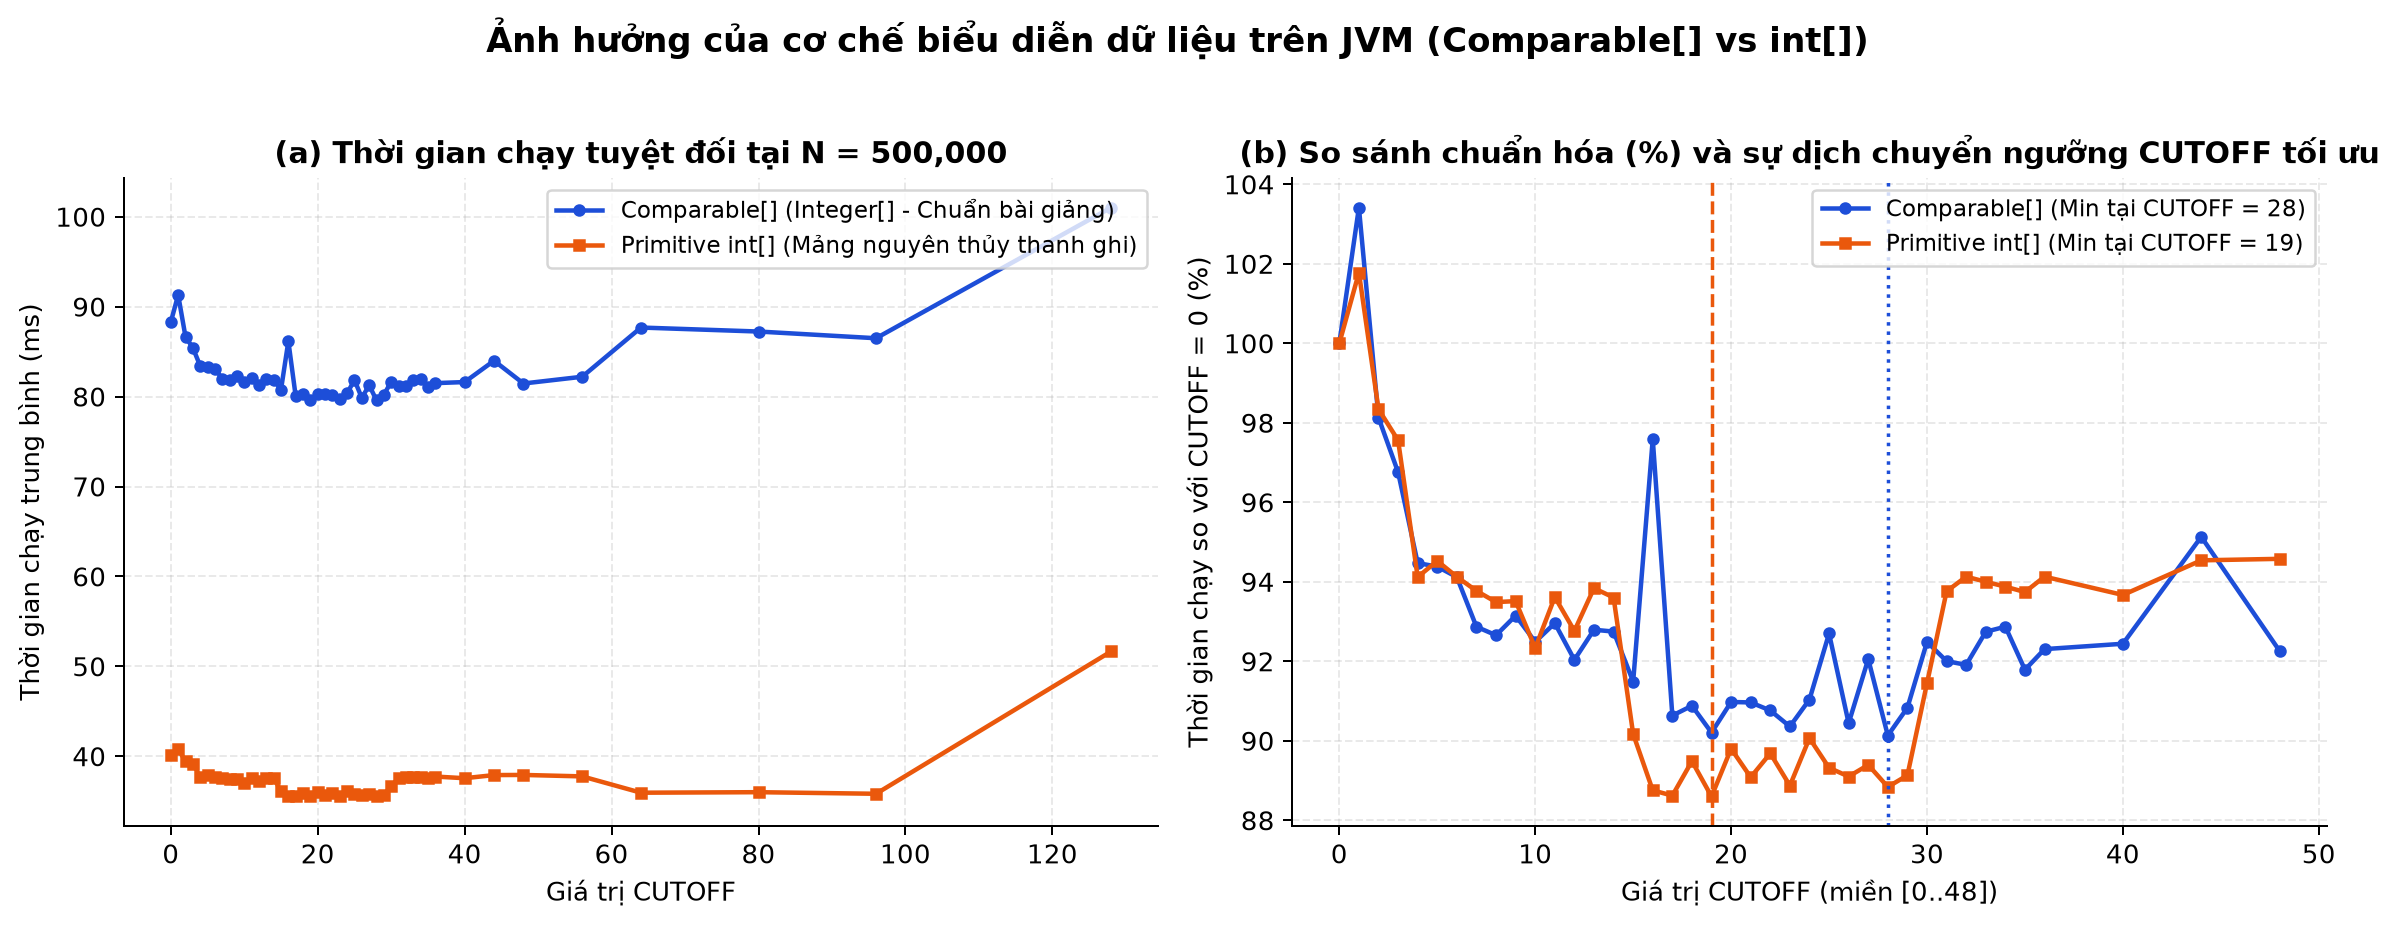 Ảnh hưởng của cơ chế biểu diễn dữ liệu trên JVM (Comparable[] vs int[])
(a) Thời gian chạy tuyệt đối tại N = 500,000
Thời gian chạy trung bình (ms)
100
90
80
70
60
50
40
Comparable[] (Integer[] - Chuẩn bài giảng)
Primitive int[] (Mảng nguyên thủy thanh ghi)
0 20 40 60 80 100 120
Giá trị CUTOFF
(b) So sánh chuẩn hóa (%) và sự dịch chuyển ngưỡng CUTOFF tối ưu
Thời gian chạy so với CUTOFF = 0 (%)
104
102
100
98
96
94
92
90
88
Comparable[] (Min tại CUTOFF = 28)
Primitive int[] (Min tại CUTOFF = 19)
0 10 20 30 40 50
Giá trị CUTOFF (miền [0..48])